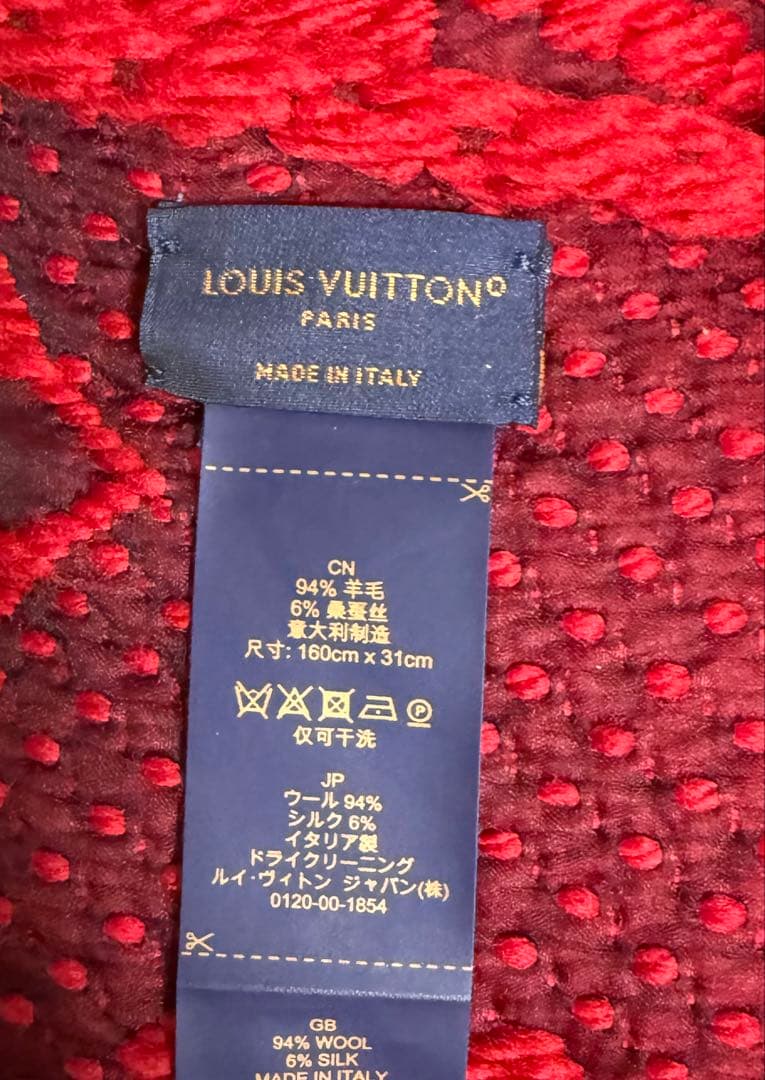 LOUIS VUITTON®
PARIS
MADE IN ITALY
CN
94% 羊毛
6% 桑蚕丝
意大利制造
尺寸: 160cm x 31cm
P
仅可干洗
JP
ウール 94%
シルク 6%
イタリア製
ドライクリーニング
ルイ・ヴィトン ジャパン(株)
0120-00-1854
GB
94% WOOL
6% SILK
MADE IN ITALY